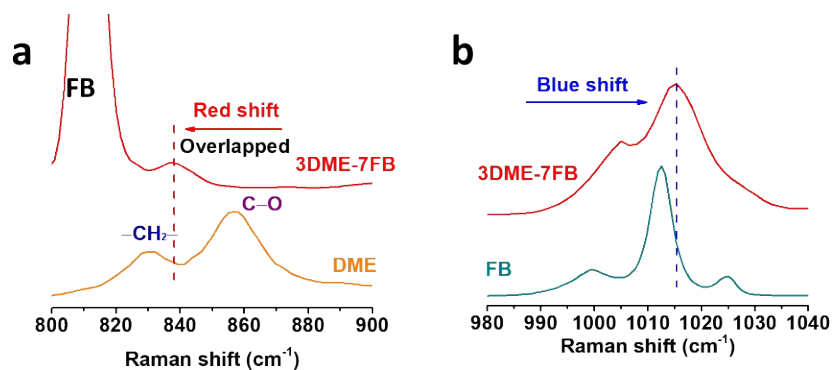 a
FB
Red shift
Overlapped
3DME-7FB
C–O
–CH₂–
DME
800 820 840 860 880 900
Raman shift (cm⁻¹)
b
Blue shift
3DME-7FB
FB
980 990 1000 1010 1020 1030 1040
Raman shift (cm⁻¹)